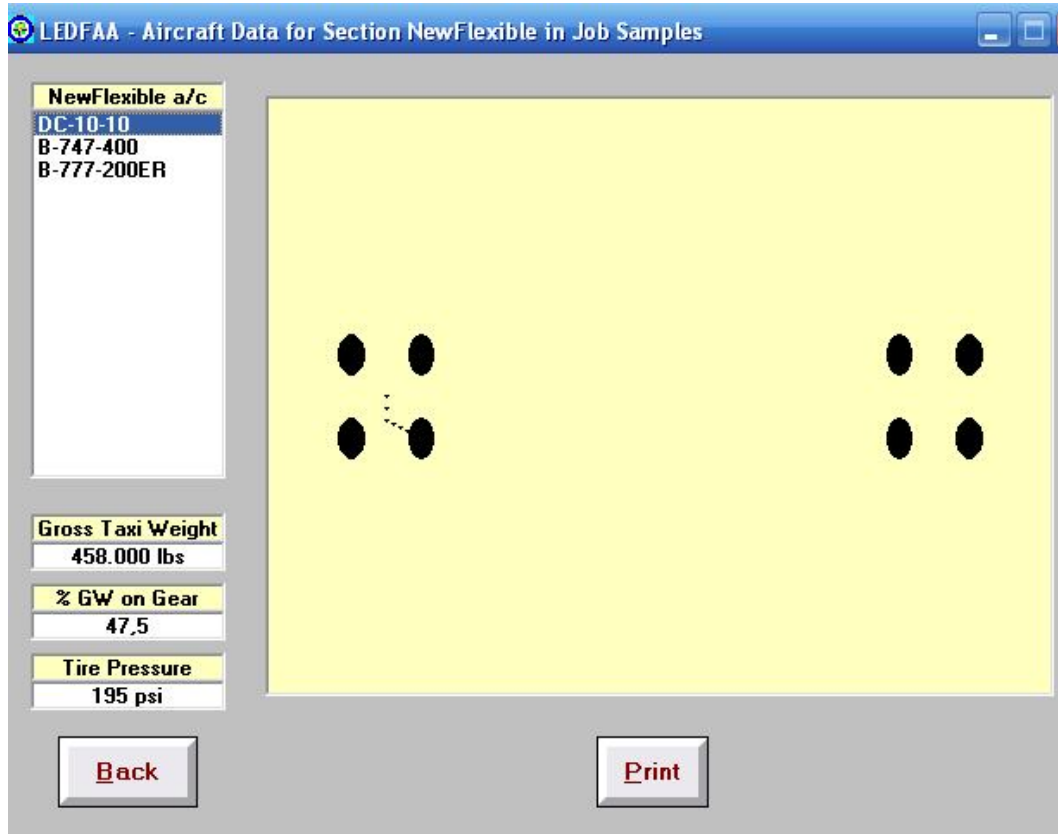 LEDFAA - Aircraft Data for Section NewFlexible in Job Samples
NewFlexible a/c
DC-10-10
B-747-400
B-777-200ER
Gross Taxi Weight
458.000 lbs
% GW on Gear
47,5
Tire Pressure
195 psi
Back
Print